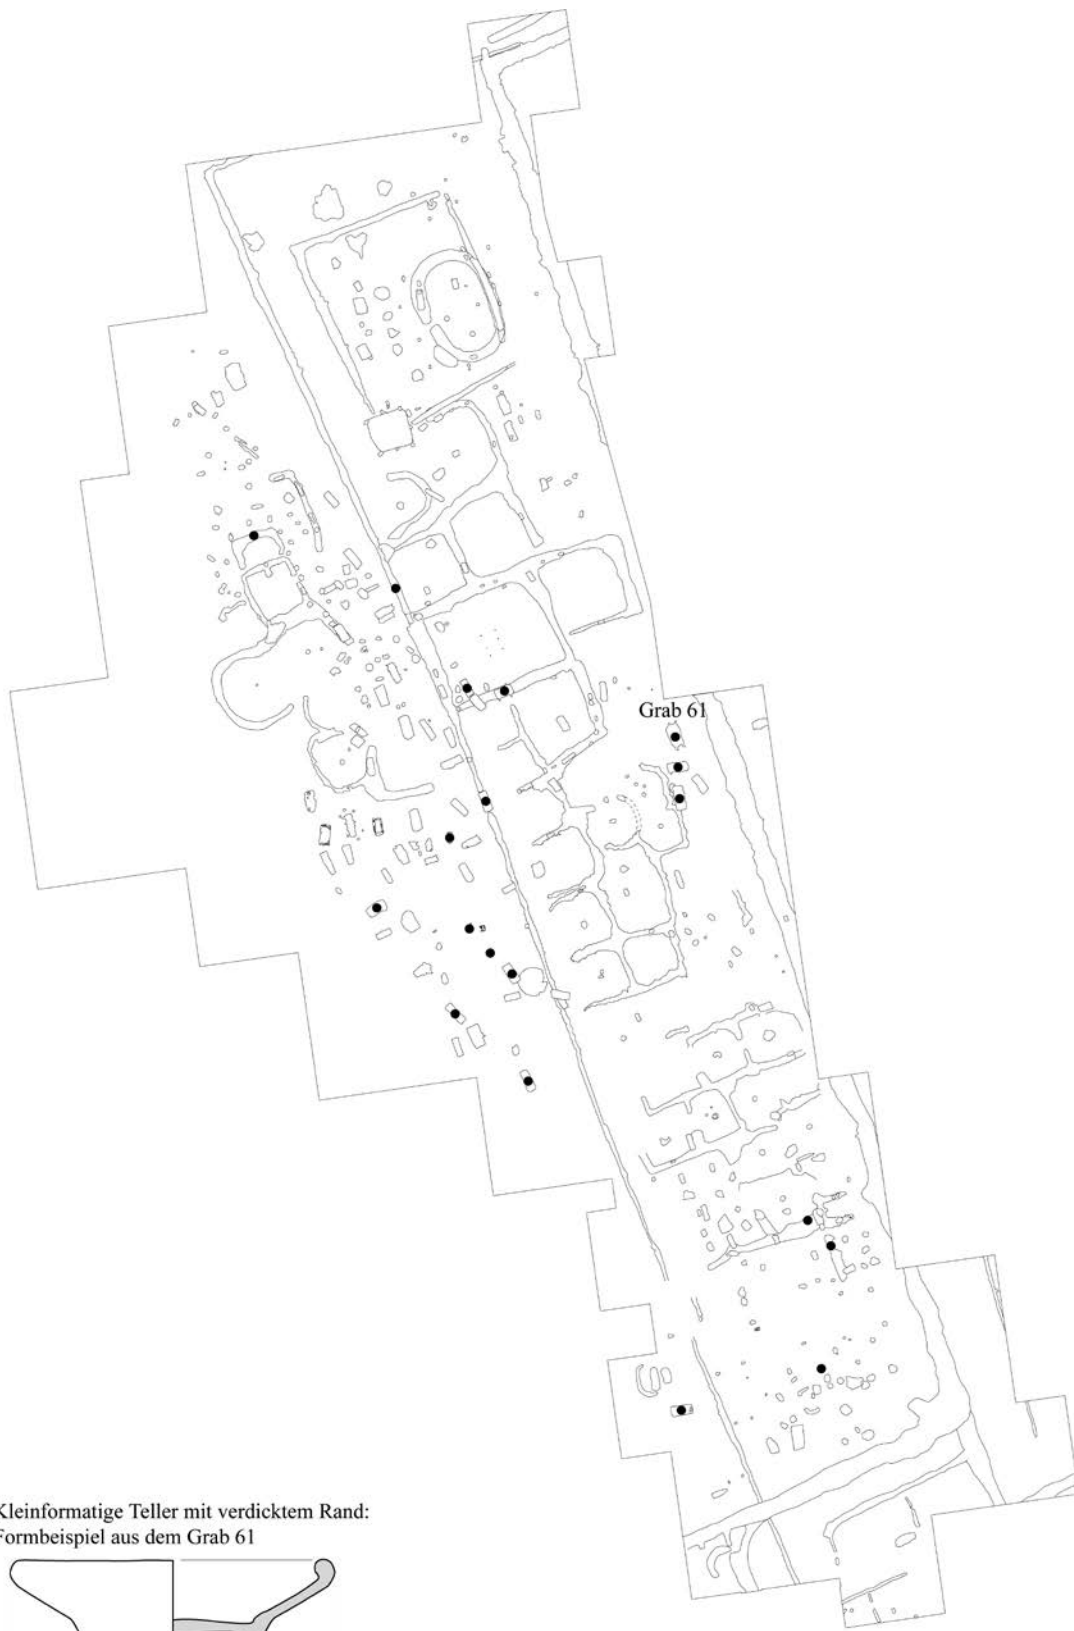 Grab 61
Kleinformatige Teller mit verdicktem Rand:
Formbeispiel aus dem Grab 61